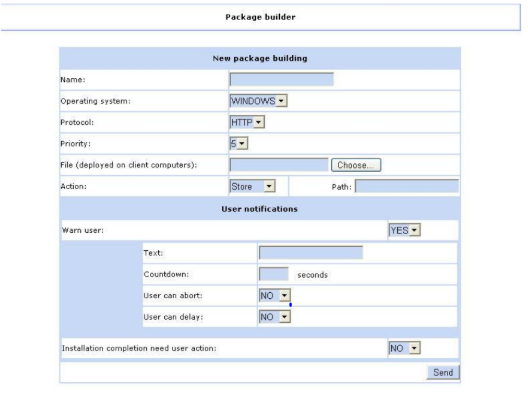 Package builder
New package building
Name:
Operating system: WINDOWS
Protocol: HTTP
Priority: 5
File (deployed on client computers): Choose...
Action: Store Path:
User notifications
Warn user: YES
Text:
Countdown: seconds
User can abort: NO
User can delay: NO
Installation completion need user action: NO
Send